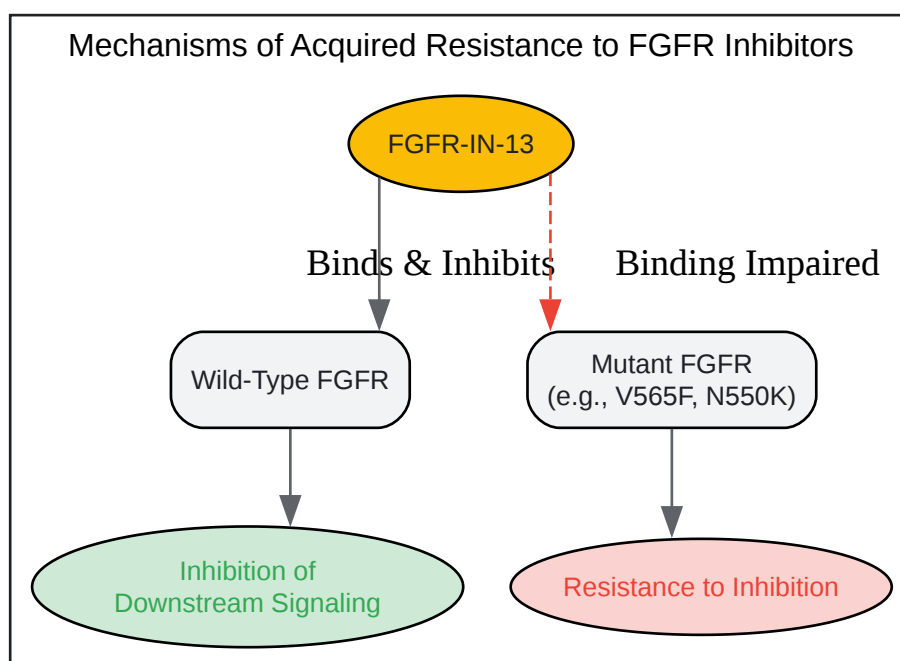 Mechanisms of Acquired Resistance to FGFR Inhibitors
FGFR-IN-13
Binds & Inhibits
Binding Impaired
Wild-Type FGFR
Mutant FGFR
(e.g., V565F, N550K)
Inhibition of
Downstream Signaling
Resistance to Inhibition